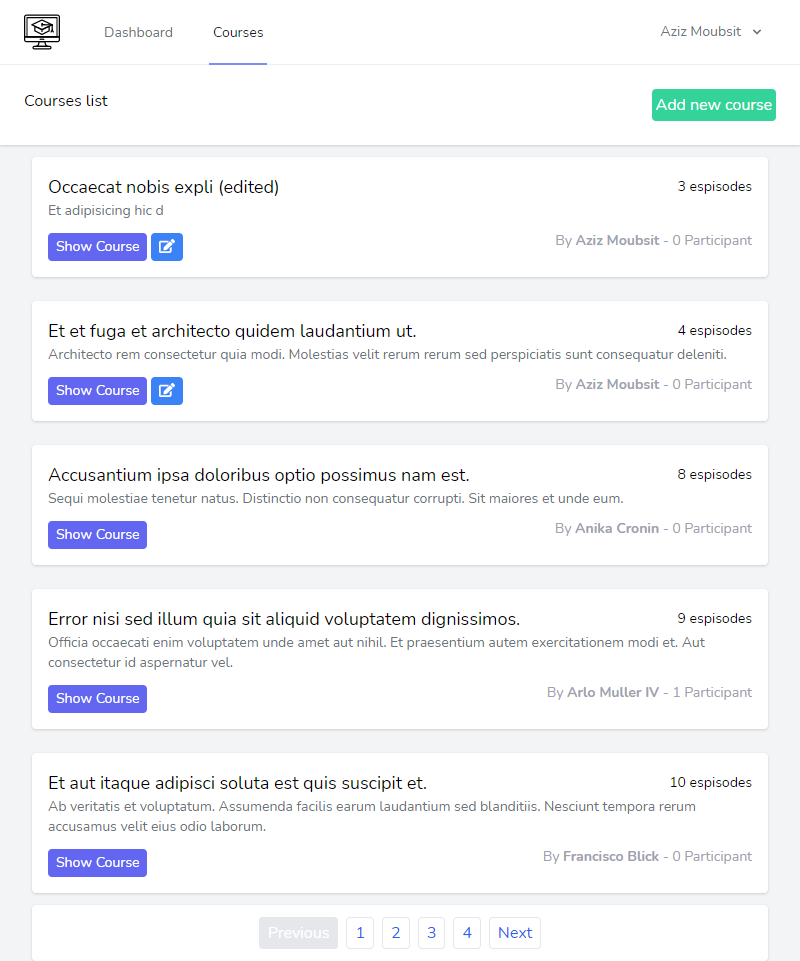 Dashboard
Courses
Aziz Moubsit
Courses list
Add new course
Occaecat nobis expli (edited)
3 espisodes
Et adipisicing hic d
Show Course
By Aziz Moubsit - 0 Participant
Et et fuga et architecto quidem laudantium ut.
4 espisodes
Architecto rem consectetur quia modi. Molestias velit rerum rerum sed perspiciatis sunt consequatur deleniti.
Show Course
By Aziz Moubsit - 0 Participant
Accusantium ipsa doloribus optio possimus nam est.
8 espisodes
Sequi molestiae tenetur natus. Distinctio non consequatur corrupti. Sit maiores et unde eum.
Show Course
By Anika Cronin - 0 Participant
Error nisi sed illum quia sit aliquid voluptatem dignissimos.
9 espisodes
Officia occaecati enim voluptatem unde amet aut nihil. Et praesentium autem exercitationem modi et. Aut
consectetur id aspernatur vel.
Show Course
By Arlo Muller IV - 1 Participant
Et aut itaque adipisci soluta est quis suscipit et.
10 espisodes
Ab veritatis et voluptatum. Assumenda facilis earum laudantium sed blanditiis. Nesciunt tempora rerum
accusamus velit eius odio laborum.
Show Course
By Francisco Blick - 0 Participant
Previous 1 2 3 4 Next